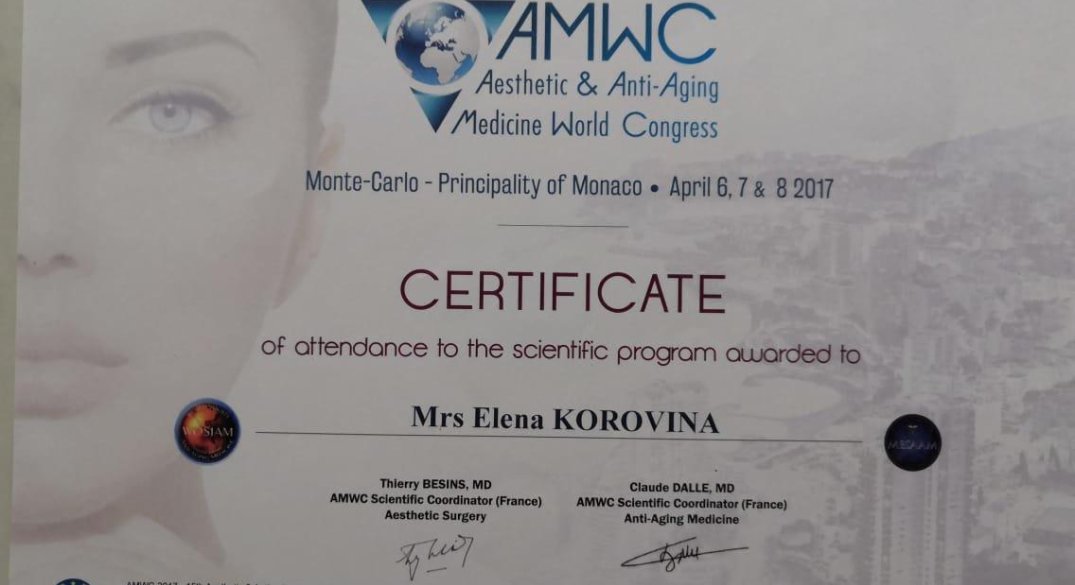 AMWC
Aesthetic & Anti-Aging
Medicine World Congress
Monte-Carlo - Principality of Monaco • April 6, 7 & 8 2017
CERTIFICATE
of attendance to the scientific program awarded to
Mrs Elena KOROVINA
WOSIAM
Thierry BESINS, MD
AMWC Scientific Coordinator (France)
Aesthetic Surgery
Claude DALLE, MD
AMWC Scientific Coordinator (France)
Anti-Aging Medicine